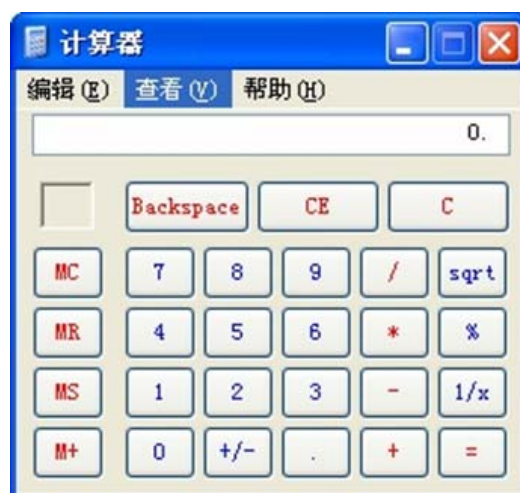 计算器
编辑(E) 查看(V) 帮助(H)
0.
Backspace CE C
MC 7 8 9 / sqrt
MR 4 5 6 * %
MS 1 2 3 - 1/x
M+ 0 +/- . + =